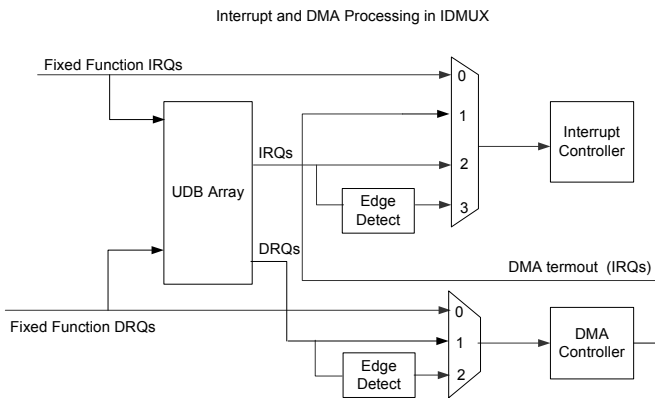 Interrupt and DMA Processing in IDMUX
Fixed Function IRQs
0
1
Interrupt
Controller
IRQs
2
UDB Array
Edge
Detect
3
DRQs
DMA termout (IRQs)
0
Fixed Function DRQs
1
DMA
Controller
Edge
Detect
2